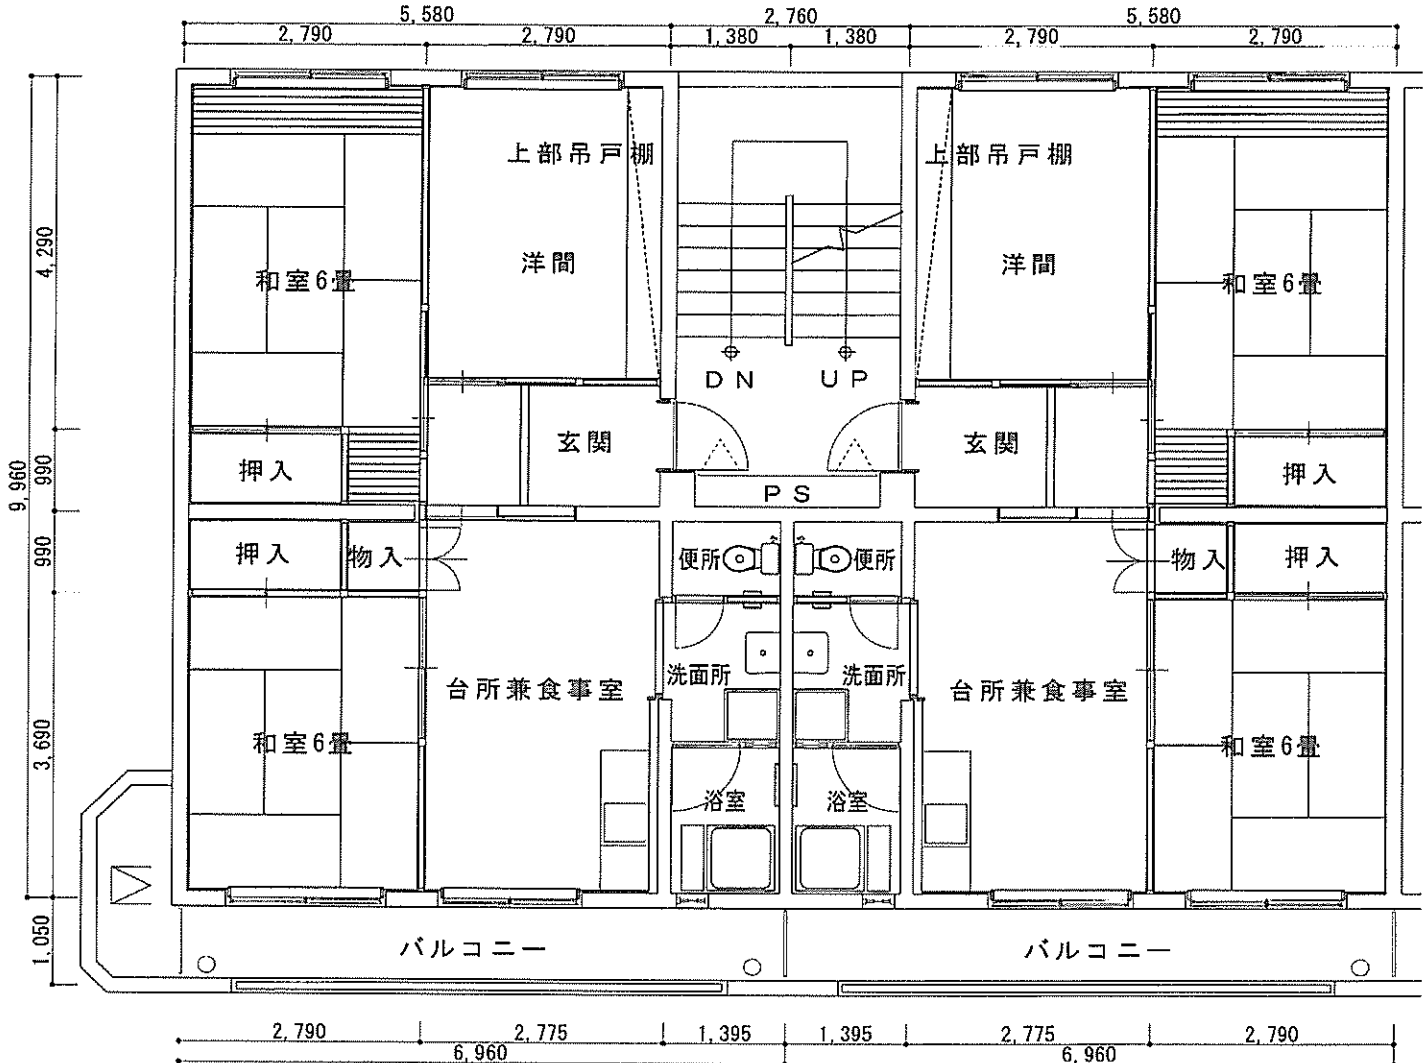 5,580 2,760 5,580
2,790 2,790 1,380 1,380 2,790 2,790
上部吊戸棚 上部吊戸棚
4,290
洋間 洋間
和室6畳 和室6畳
DN UP
玄関 玄関
押入 押入
990
9,960
PS
990
押入 物入 便所 便所 物入 押入
台所兼食事室 洗面所 洗面所 台所兼食事室
3,690
和室6畳 和室6畳
浴室 浴室
1,050
バルコニー バルコニー
2,790 2,775 1,395 1,395 2,775 2,790
6,960 6,960